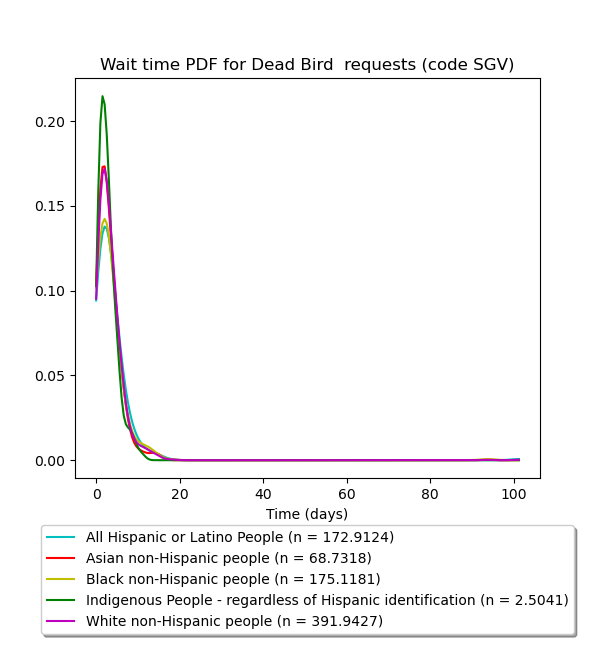 Wait time PDF for Dead Bird  requests (code SGV)
0.20
0.15
0.10
0.05
0.00
0 20 40 60 80 100
Time (days)
All Hispanic or Latino People (n = 172.9124)
Asian non-Hispanic people (n = 68.7318)
Black non-Hispanic people (n = 175.1181)
Indigenous People - regardless of Hispanic identification (n = 2.5041)
White non-Hispanic people (n = 391.9427)